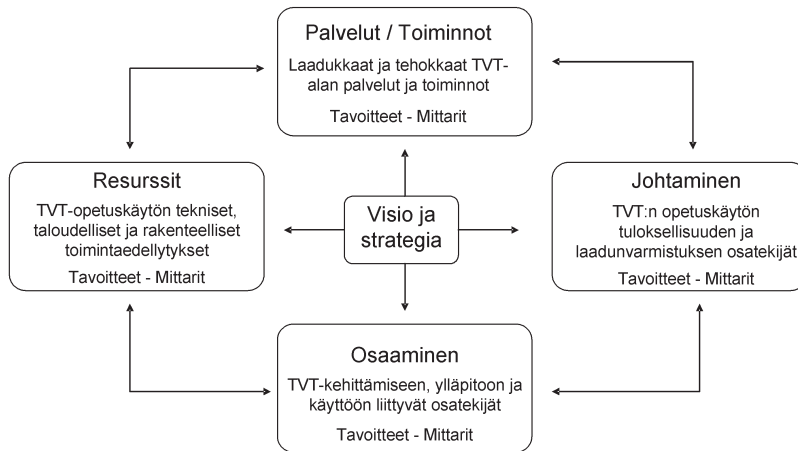 Palvelut / Toiminnot
Laadukkaat ja tehokkaat TVT-
alan palvelut ja toiminnot
Tavoitteet - Mittarit
Resurssit
TVT-opetuskäytön tekniset,
taloudelliset ja rakenteelliset
toimintaedellytykset
Tavoitteet - Mittarit
Visio ja
strategia
Johtaminen
TVT:n opetuskäytön
tuloksellisuuden ja
laadunvarmistuksen osatekijät
Tavoitteet - Mittarit
Osaaminen
TVT-kehittämiseen, ylläpitoon ja
käyttöön liittyvät osatekijät
Tavoitteet - Mittarit